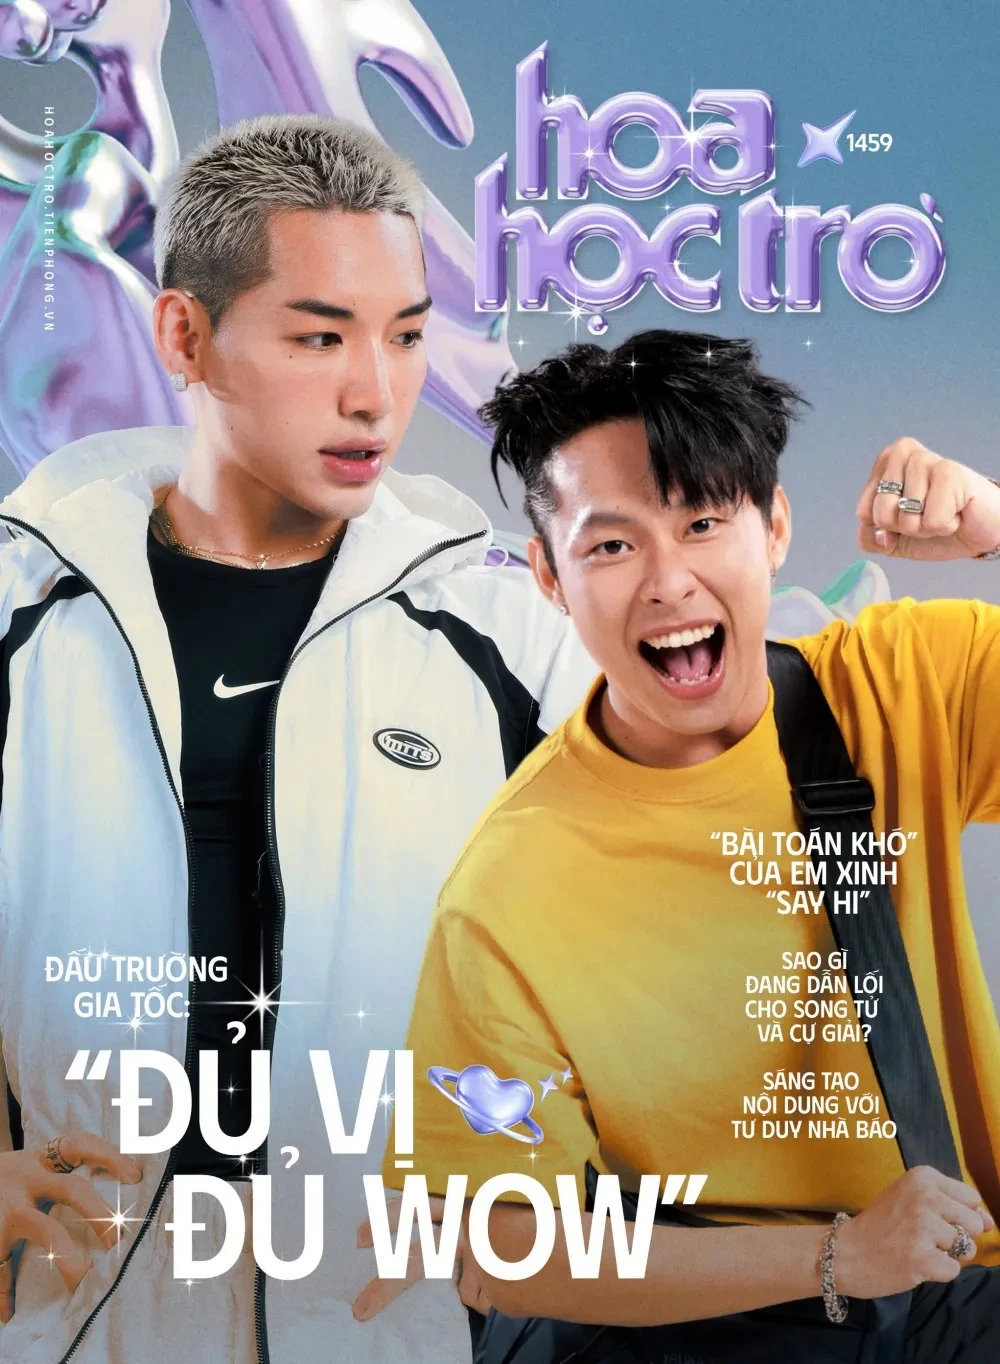 HOAHOCTRO.TIENPHONG.VN
hoa
học trò
1459
MTTS
"BÀI TOÁN KHÓ"
CỦA EM XINH
"SAY HI"
SAO GÌ
ĐANG DẪN LỐI
CHO SONG TỬ
VÀ CỰ GIẢI?
SÁNG TẠO
NỘI DUNG VỚI
TƯ DUY NHÀ BÁO
ĐẤU TRƯỜNG
GIA TỐC:
"ĐỦ VỊ
ĐỦ WOW"